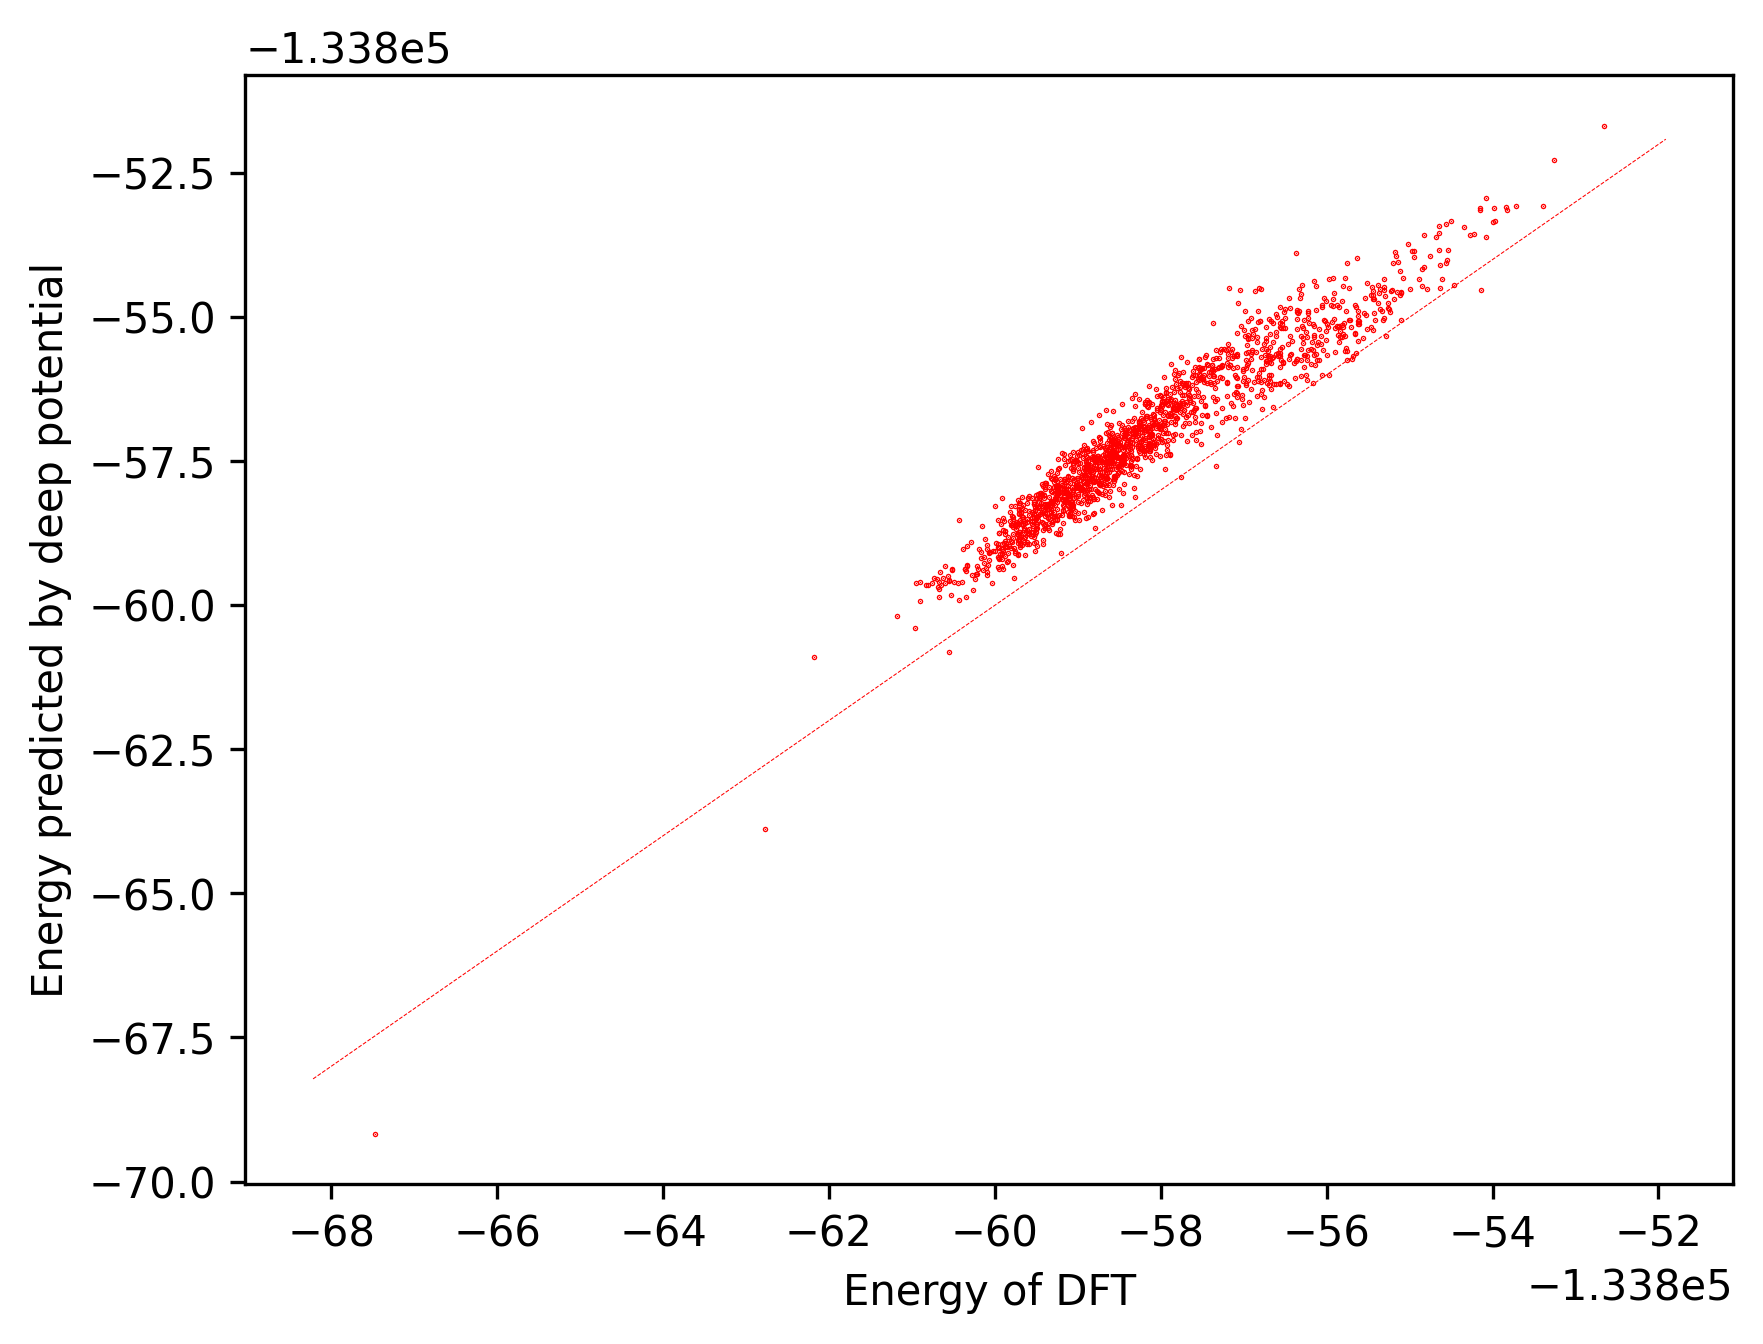 −1.338e5
−52.5
−55.0
−57.5
−60.0
−62.5
−65.0
−67.5
−70.0
Energy predicted by deep potential
−68 −66 −64 −62 −60 −58 −56 −54 −52
Energy of DFT
−1.338e5